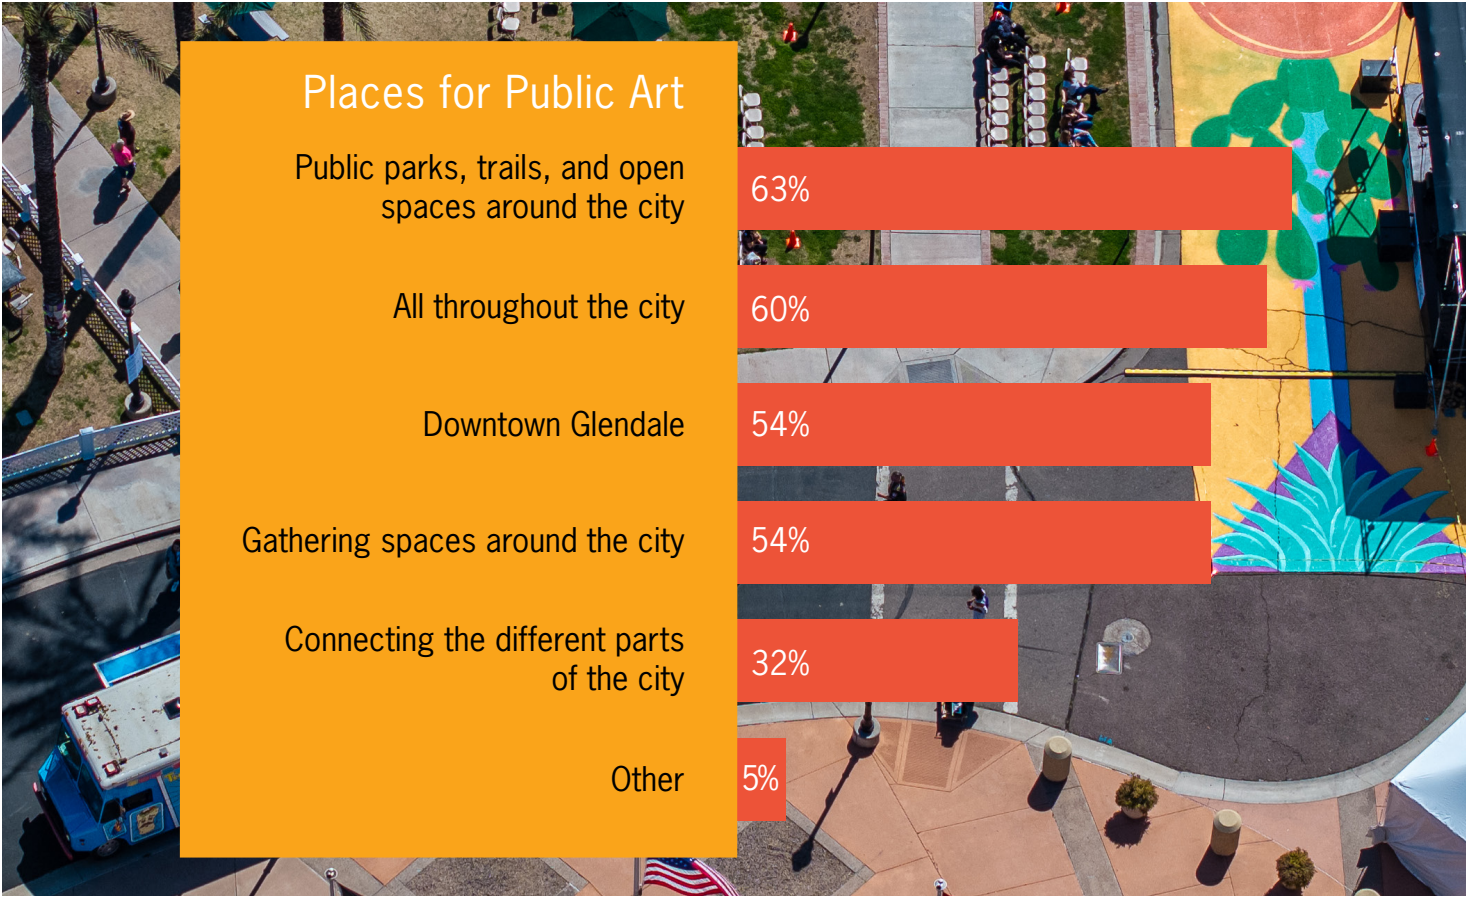 Places for Public Art
Public parks, trails, and open
spaces around the city
63%
All throughout the city
60%
Downtown Glendale
54%
Gathering spaces around the city
54%
Connecting the different parts
of the city
32%
Other
5%